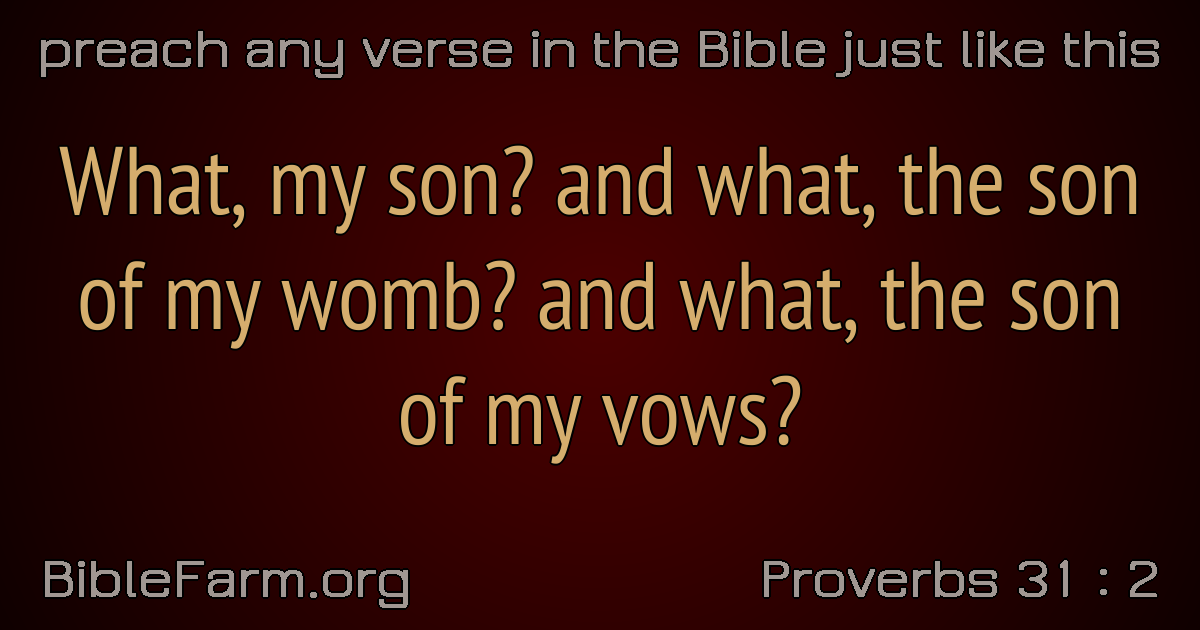 preach any verse in the Bible just like this
What, my son? and what, the son
of my womb? and what, the son
of my vows?
BibleFarm.org
Proverbs 31 : 2